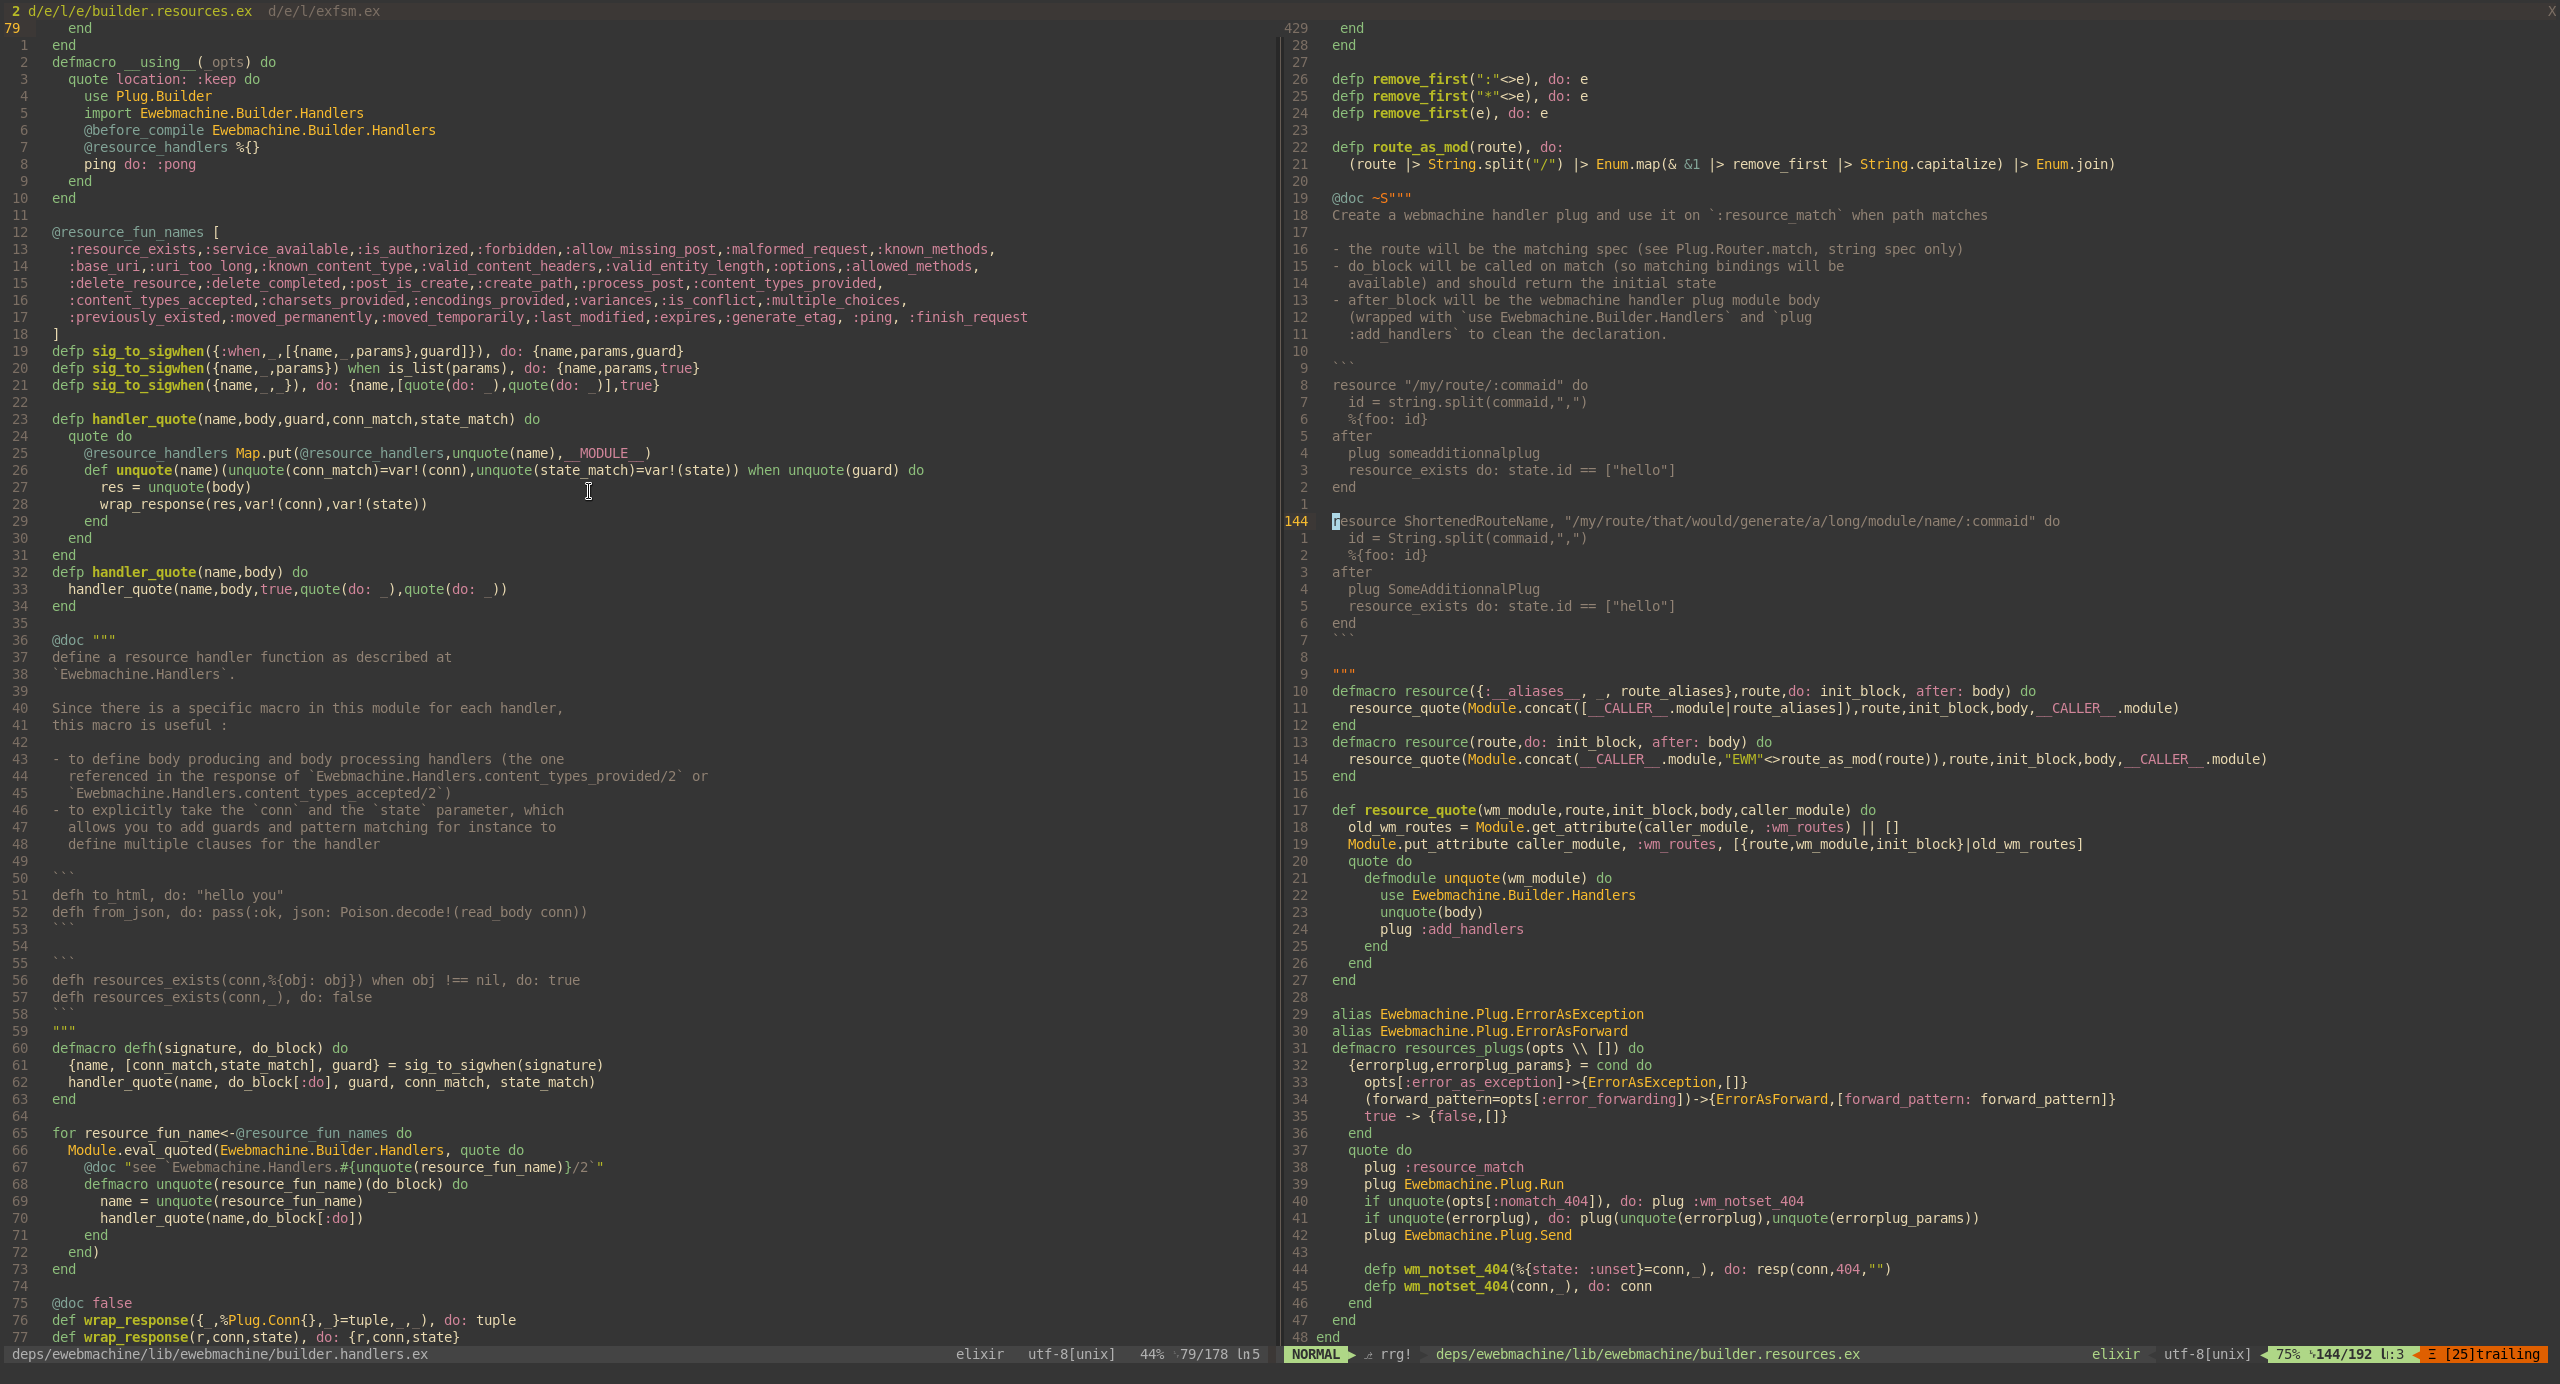 2 d/e/l/e/builder.resources.ex  d/e/l/exfsm.ex X
79     end
 1   end
 2   defmacro __using__(_opts) do
 3     quote location: :keep do
 4       use Plug.Builder
 5       import Ewebmachine.Builder.Handlers
 6       @before_compile Ewebmachine.Builder.Handlers
 7       @resource_handlers %{}
 8       ping do: :pong
 9     end
10   end
11
12   @resource_fun_names [
13     :resource_exists,:service_available,:is_authorized,:forbidden,:allow_missing_post,:malformed_request,:known_methods,
14     :base_uri,:uri_too_long,:known_content_type,:valid_content_headers,:valid_entity_length,:options,:allowed_methods,
15     :delete_resource,:delete_completed,:post_is_create,:create_path,:process_post,:content_types_provided,
16     :content_types_accepted,:charsets_provided,:encodings_provided,:variances,:is_conflict,:multiple_choices,
17     :previously_existed,:moved_permanently,:moved_temporarily,:last_modified,:expires,:generate_etag, :ping, :finish_request
18   ]
19   defp sig_to_sigwhen({:when,_,[{name,_,params},guard]}), do: {name,params,guard}
20   defp sig_to_sigwhen({name,_,params}) when is_list(params), do: {name,params,true}
21   defp sig_to_sigwhen({name,_,_}), do: {name,[quote(do: _),quote(do: _)],true}
22
23   defp handler_quote(name,body,guard,conn_match,state_match) do
24     quote do
25       @resource_handlers Map.put(@resource_handlers,unquote(name),__MODULE__)
26       def unquote(name)(unquote(conn_match)=var!(conn),unquote(state_match)=var!(state)) when unquote(guard) do
27         res = unquote(body)
28         wrap_response(res,var!(conn),var!(state))
29       end
30     end
31   end
32   defp handler_quote(name,body) do
33     handler_quote(name,body,true,quote(do: _),quote(do: _))
34   end
35
36   @doc """
37   define a resource handler function as described at
38   `Ewebmachine.Handlers`.
39
40   Since there is a specific macro in this module for each handler,
41   this macro is useful :
42
43   - to define body producing and body processing handlers (the one
44     referenced in the response of `Ewebmachine.Handlers.content_types_provided/2` or
45     `Ewebmachine.Handlers.content_types_accepted/2`)
46   - to explicitly take the `conn` and the `state` parameter, which
47     allows you to add guards and pattern matching for instance to
48     define multiple clauses for the handler
49
50   ```
51   defh to_html, do: "hello you"
52   defh from_json, do: pass(:ok, json: Poison.decode!(read_body conn))
53   ```
54
55   ```
56   defh resources_exists(conn,%{obj: obj}) when obj !== nil, do: true
57   defh resources_exists(conn,_), do: false
58   ```
59   """
60   defmacro defh(signature, do_block) do
61     {name, [conn_match,state_match], guard} = sig_to_sigwhen(signature)
62     handler_quote(name, do_block[:do], guard, conn_match, state_match)
63   end
64
65   for resource_fun_name<-@resource_fun_names do
66     Module.eval_quoted(Ewebmachine.Builder.Handlers, quote do
67       @doc "see `Ewebmachine.Handlers.#{unquote(resource_fun_name)}/2`"
68       defmacro unquote(resource_fun_name)(do_block) do
69         name = unquote(resource_fun_name)
70         handler_quote(name,do_block[:do])
71       end
72     end)
73   end
74
75   @doc false
76   def wrap_response({_,%Plug.Conn{},_}=tuple,_,_), do: tuple
77   def wrap_response(r,conn,state), do: {r,conn,state}
deps/ewebmachine/lib/ewebmachine/builder.handlers.ex elixir utf-8[unix] 44% 79/178 ln:5
429    end
28   end
27
26   defp remove_first(":"<>e), do: e
25   defp remove_first("*"<>e), do: e
24   defp remove_first(e), do: e
23
22   defp route_as_mod(route), do:
21     (route |> String.split("/") |> Enum.map(& &1 |> remove_first |> String.capitalize) |> Enum.join)
20
19   @doc ~S"""
18   Create a webmachine handler plug and use it on `:resource_match` when path matches
17
16   - the route will be the matching spec (see Plug.Router.match, string spec only)
15   - do_block will be called on match (so matching bindings will be
14     available) and should return the initial state
13   - after_block will be the webmachine handler plug module body
12     (wrapped with `use Ewebmachine.Builder.Handlers` and `plug
11     :add_handlers` to clean the declaration.
10
 9   ```
 8   resource "/my/route/:commaid" do
 7     id = string.split(commaid,",")
 6     %{foo: id}
 5   after
 4     plug someadditionnalplug
 3     resource_exists do: state.id == ["hello"]
 2   end
 1
144   resource ShortenedRouteName, "/my/route/that/would/generate/a/long/module/name/:commaid" do
 1     id = String.split(commaid,",")
 2     %{foo: id}
 3   after
 4     plug SomeAdditionnalPlug
 5     resource_exists do: state.id == ["hello"]
 6   end
 7   ```
 8
 9   """
10   defmacro resource({:__aliases__, _, route_aliases},route,do: init_block, after: body) do
11     resource_quote(Module.concat([__CALLER__.module|route_aliases]),route,init_block,body,__CALLER__.module)
12   end
13   defmacro resource(route,do: init_block, after: body) do
14     resource_quote(Module.concat(__CALLER__.module,"EWM"<>route_as_mod(route)),route,init_block,body,__CALLER__.module)
15   end
16
17   def resource_quote(wm_module,route,init_block,body,caller_module) do
18     old_wm_routes = Module.get_attribute(caller_module, :wm_routes) || []
19     Module.put_attribute caller_module, :wm_routes, [{route,wm_module,init_block}|old_wm_routes]
20     quote do
21       defmodule unquote(wm_module) do
22         use Ewebmachine.Builder.Handlers
23         unquote(body)
24         plug :add_handlers
25       end
26     end
27   end
28
29   alias Ewebmachine.Plug.ErrorAsException
30   alias Ewebmachine.Plug.ErrorAsForward
31   defmacro resources_plugs(opts \\ []) do
32     {errorplug,errorplug_params} = cond do
33       opts[:error_as_exception]->{ErrorAsException,[]}
34       (forward_pattern=opts[:error_forwarding])->{ErrorAsForward,[forward_pattern: forward_pattern]}
35       true -> {false,[]}
36     end
37     quote do
38       plug :resource_match
39       plug Ewebmachine.Plug.Run
40       if unquote(opts[:nomatch_404]), do: plug :wm_notset_404
41       if unquote(errorplug), do: plug(unquote(errorplug),unquote(errorplug_params))
42       plug Ewebmachine.Plug.Send
43
44       defp wm_notset_404(%{state: :unset}=conn,_), do: resp(conn,404,"")
45       defp wm_notset_404(conn,_), do: conn
46     end
47   end
48 end
NORMAL rrg! deps/ewebmachine/lib/ewebmachine/builder.resources.ex elixir utf-8[unix] 75% 144/192 :3 Ξ [25]trailing